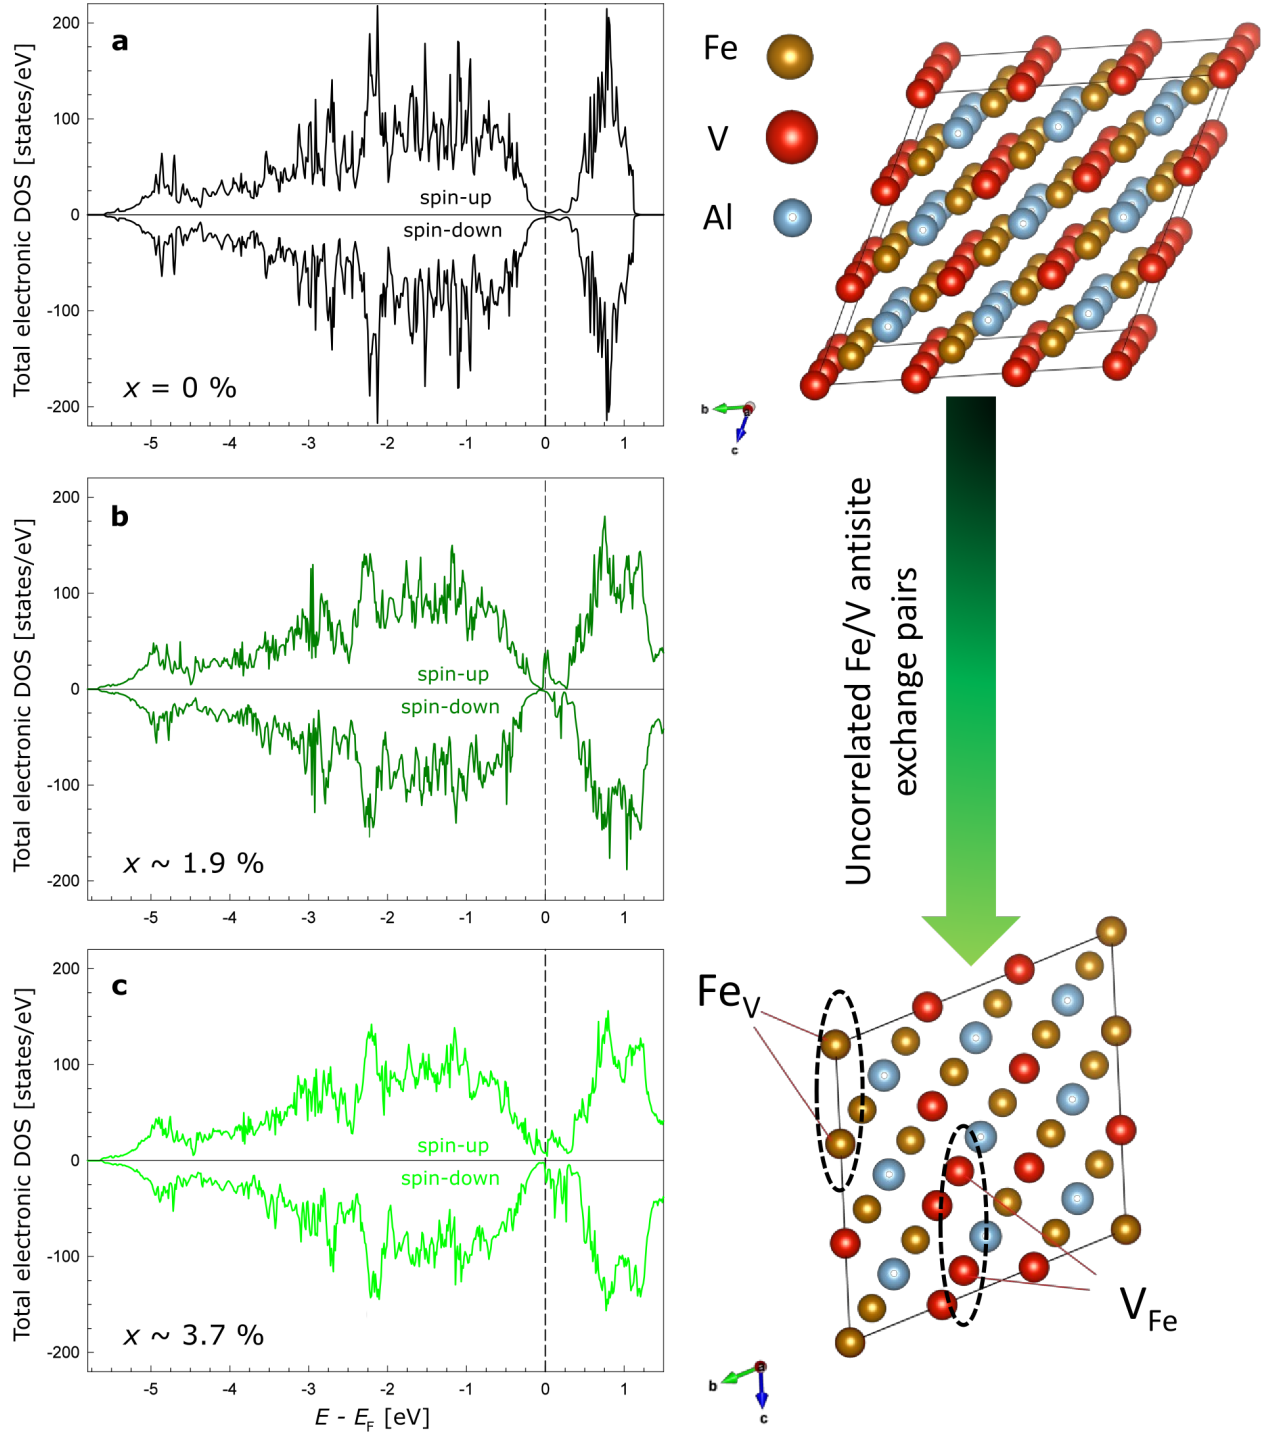 a
Total electronic DOS [states/eV]
200
100
0
-100
-200
spin-up
spin-down
x = 0 %
-5 -4 -3 -2 -1 0 1
b
Total electronic DOS [states/eV]
200
100
0
-100
-200
spin-up
spin-down
x ~ 1.9 %
-5 -4 -3 -2 -1 0 1
c
Total electronic DOS [states/eV]
200
100
0
-100
-200
spin-up
spin-down
x ~ 3.7 %
-5 -4 -3 -2 -1 0 1
E - E_F [eV]
Fe
V
Al
b
a
c
Uncorrelated Fe/V antisite
exchange pairs
Fe_V
V_Fe
b
a
c